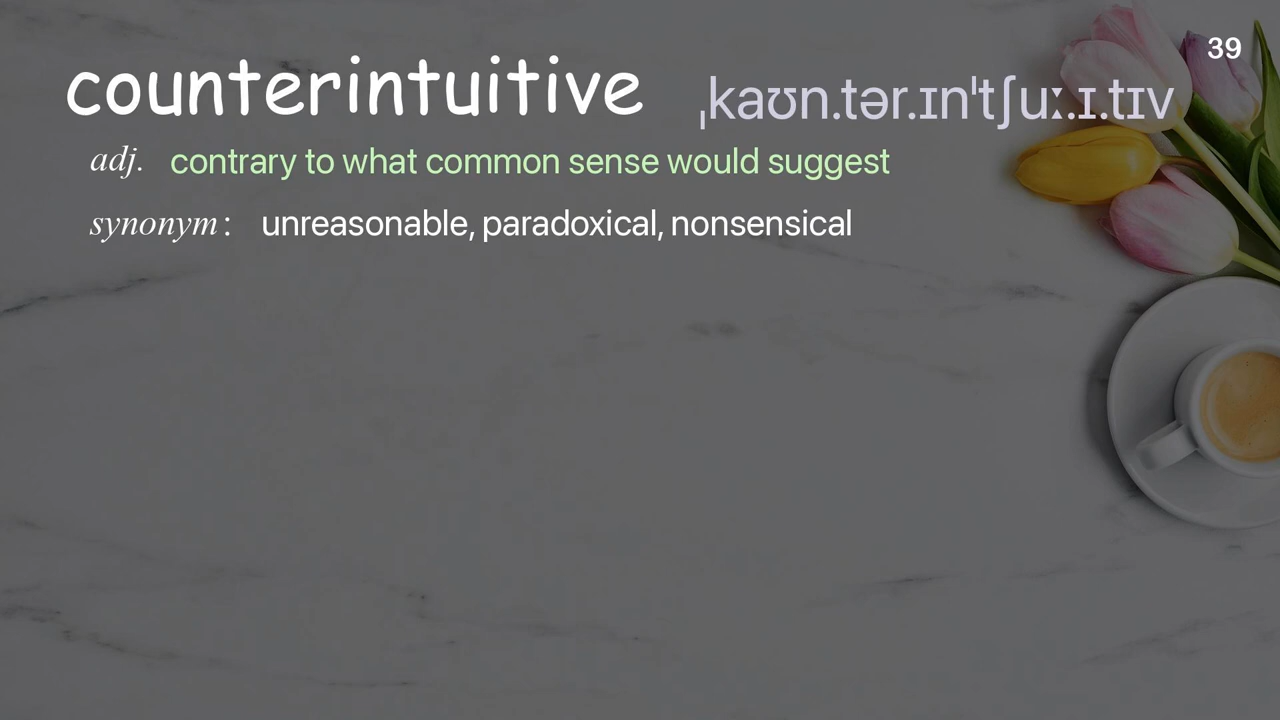 39
counterintuitive ˌkaʊn.tər.ɪnˈtʃuː.ɪ.tɪv
adj. contrary to what common sense would suggest
synonym: unreasonable, paradoxical, nonsensical